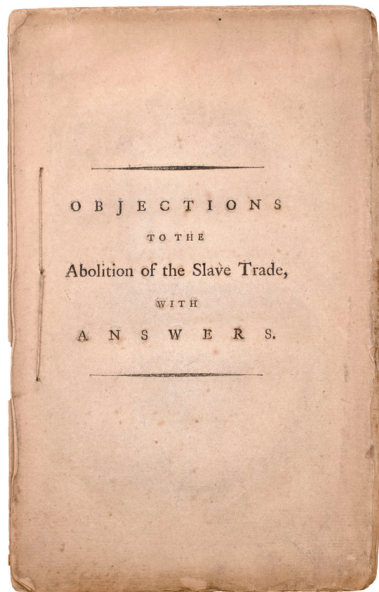 OBJECTIONS
TO THE
Abolition of the Slave Trade,
WITH
ANSWERS.